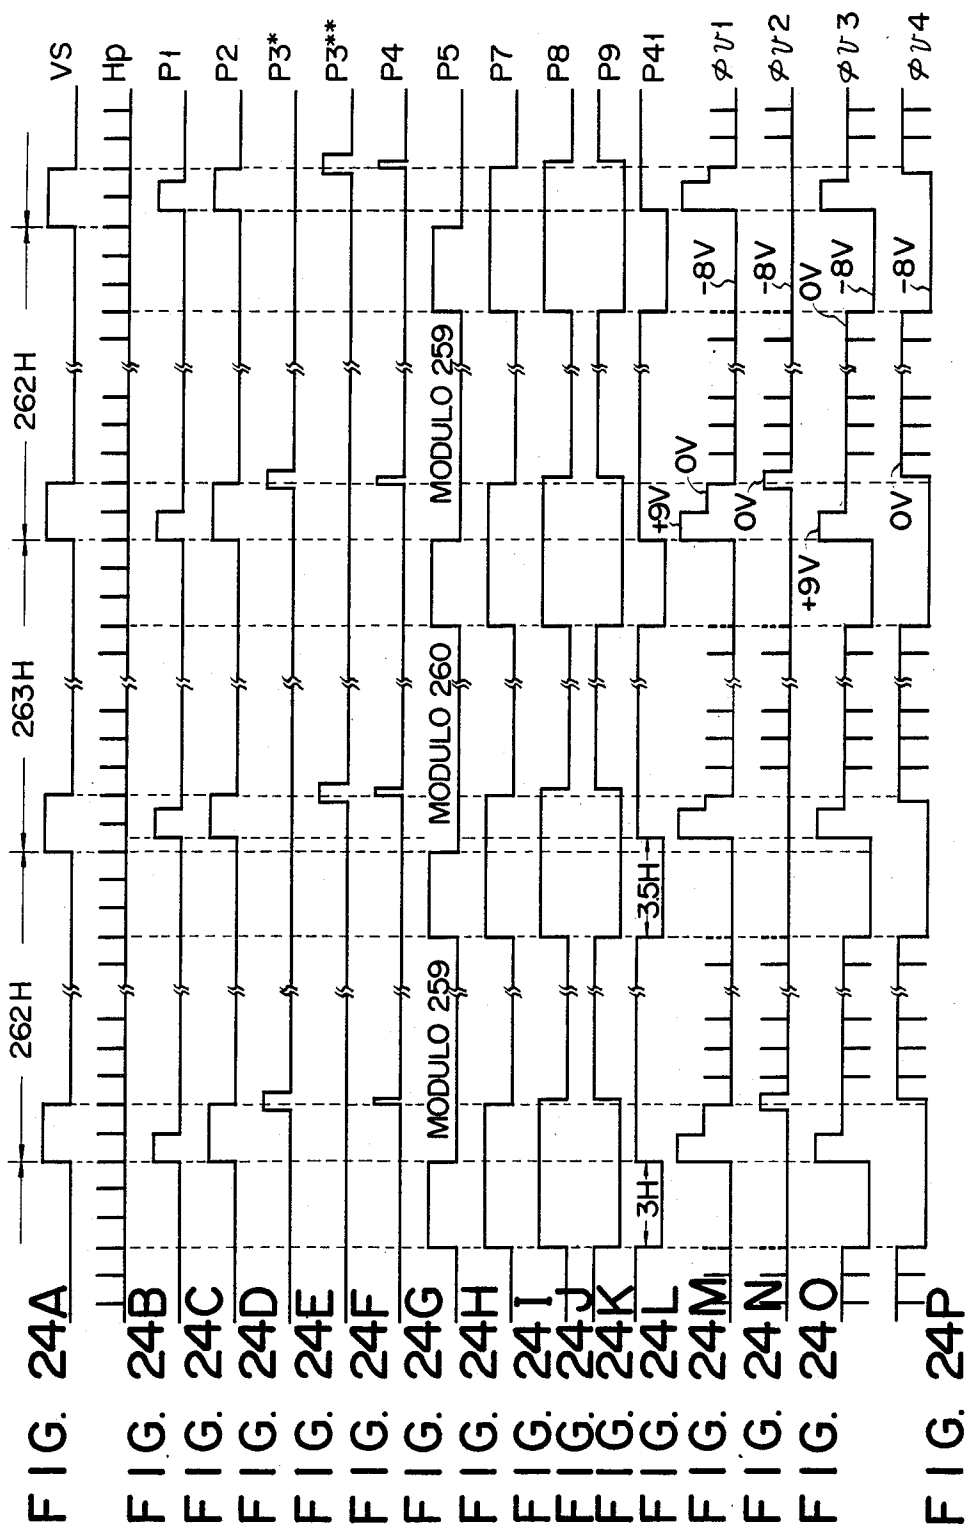 262H
263H
262H
FIG. 24A VS
FIG. 24B Hp
FIG. 24C P1
FIG. 24D P2
FIG. 24E P3*
FIG. 24F P3**
FIG. 24G P4
FIG. 24H P5
MODULO 259
MODULO 260
MODULO 259
FIG. 24I P7
FIG. 24J P8
FIG. 24K P9
FIG. 24L P41
3H
3.5H
FIG. 24M φv1
+9V
0V
-8V
FIG. 24N φv2
0V
-8V
FIG. 24O φv3
+9V
0V
-8V
FIG. 24P φv4
0V
-8V